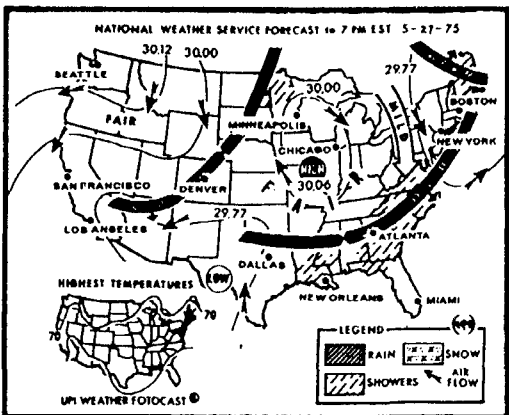 NATIONAL WEATHER SERVICE FORECAST to 7 PM EST 5-27-75
30.12 30.00
29.77
SEATTLE
30.00
BOSTON
FAIR
MILD
MINNEAPOLIS
NEW YORK
CHICAGO
HIGH
30.06
SAN FRANCISCO
DENVER
29.77
LOS ANGELES
ATLANTA
DALLAS
LOW
HIGHEST TEMPERATURES
NEW ORLEANS
MIAMI
70
70
LEGEND
RAIN
SNOW
SHOWERS
AIR
FLOW
UPI WEATHER FOTOCAST ©